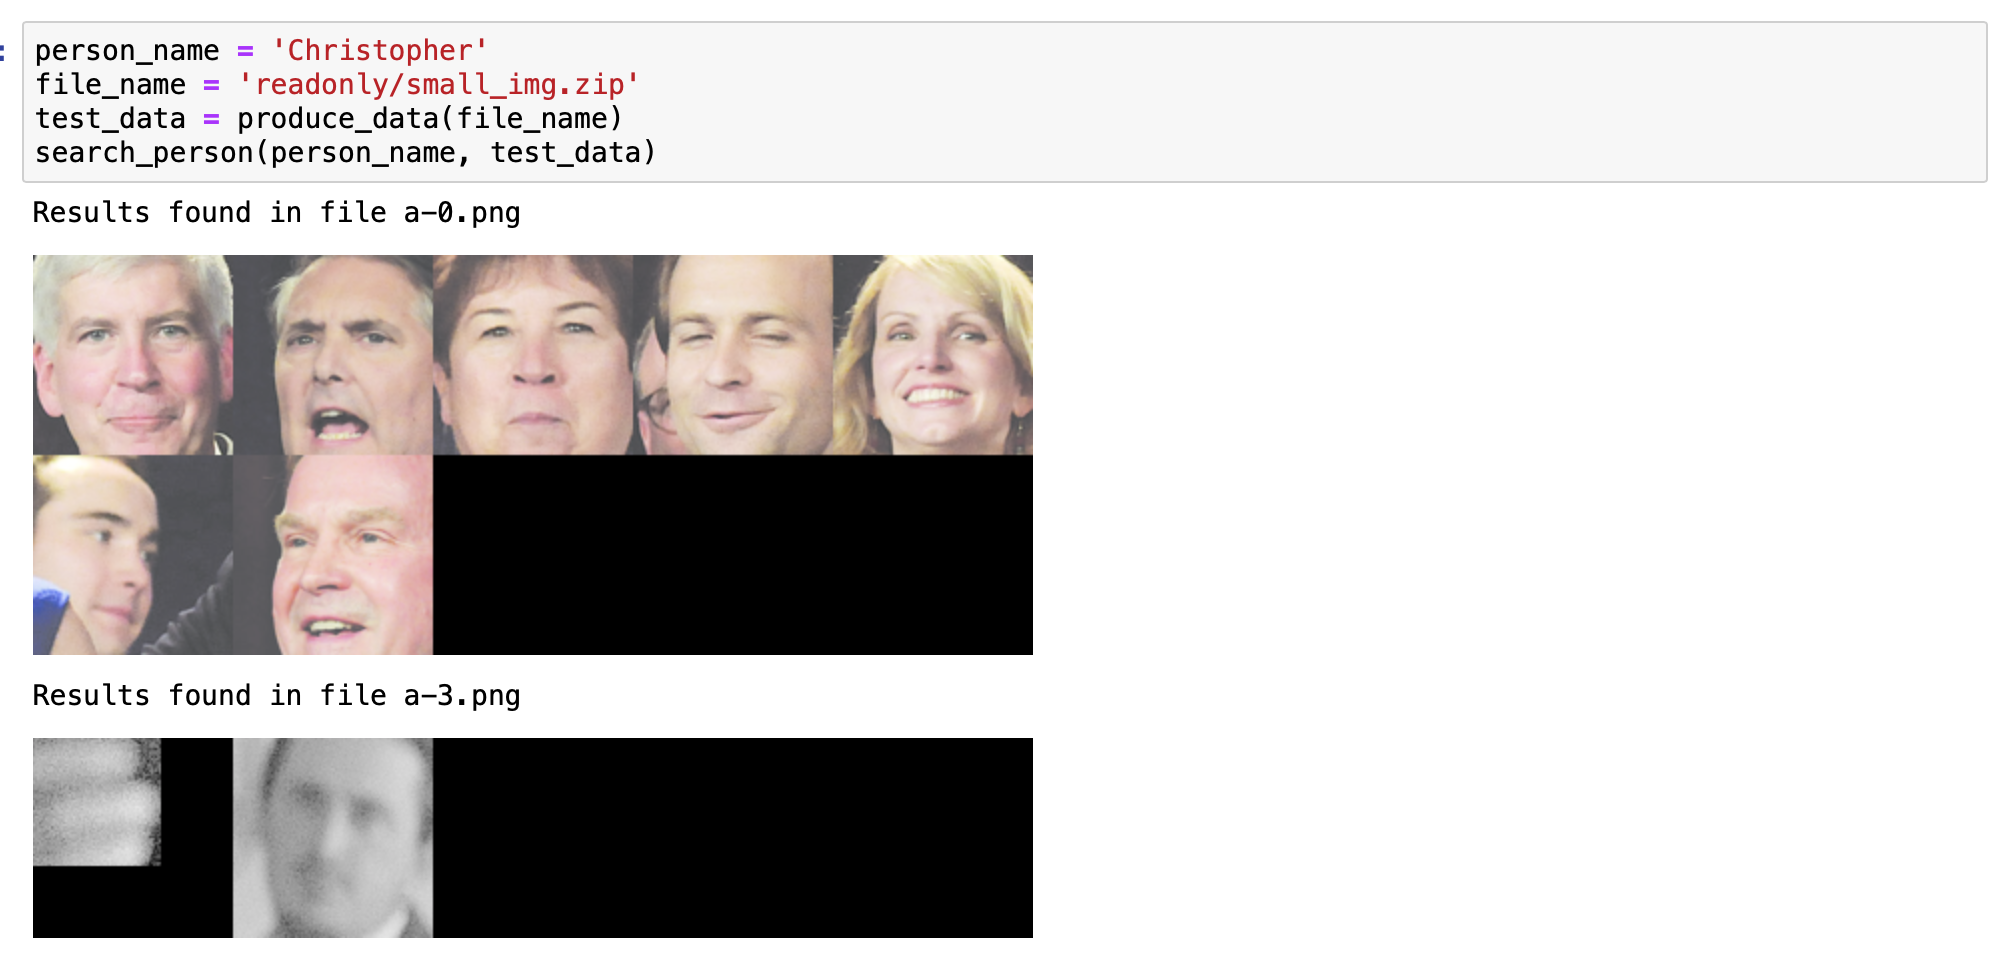 person_name = 'Christopher'
file_name = 'readonly/small_img.zip'
test_data = produce_data(file_name)
search_person(person_name, test_data)
Results found in file a-0.png
Results found in file a-3.png